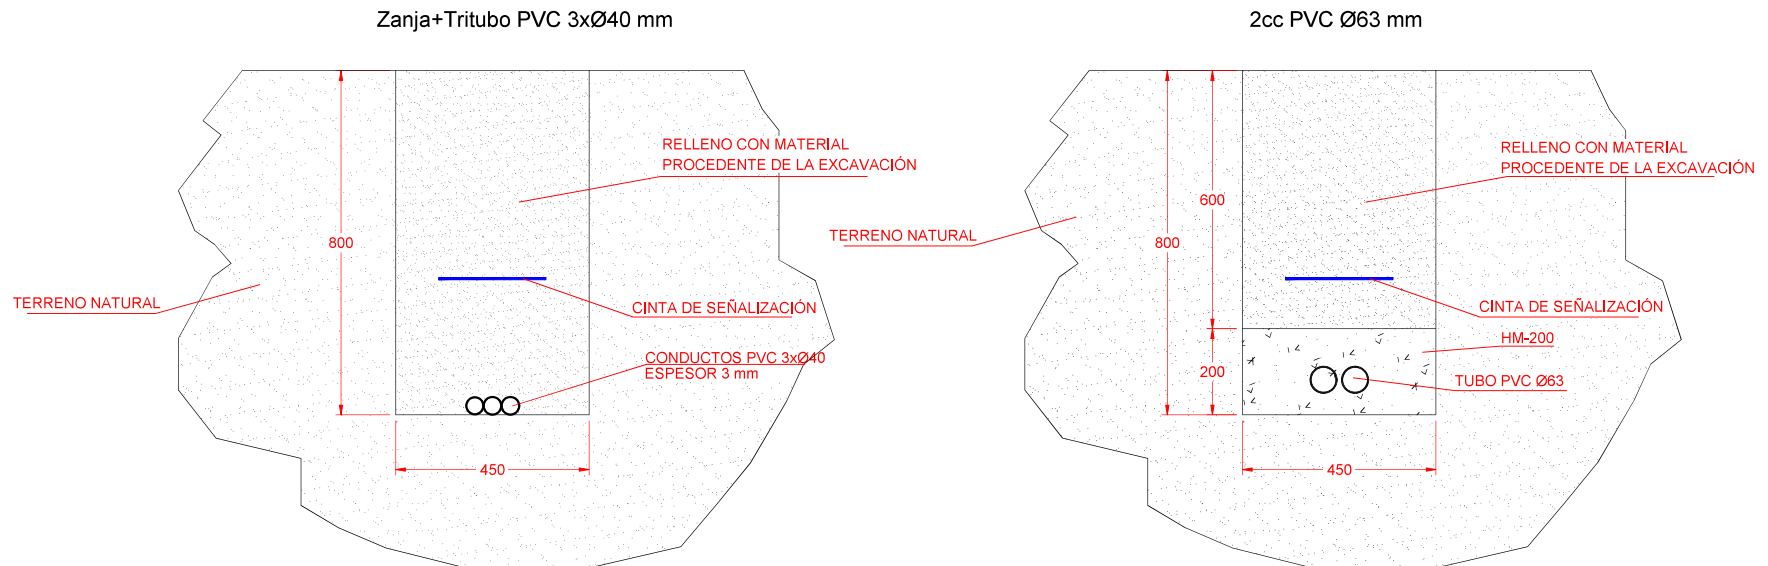 Zanja+Tritubo PVC 3xØ40 mm
800
RELLENO CON MATERIAL
PROCEDENTE DE LA EXCAVACIÓN
TERRENO NATURAL
CINTA DE SEÑALIZACIÓN
CONDUCTOS PVC 3xØ40
ESPESOR 3 mm
450
2cc PVC Ø63 mm
RELLENO CON MATERIAL
PROCEDENTE DE LA EXCAVACIÓN
600
TERRENO NATURAL
800
CINTA DE SEÑALIZACIÓN
HM-200
200
TUBO PVC Ø63
450